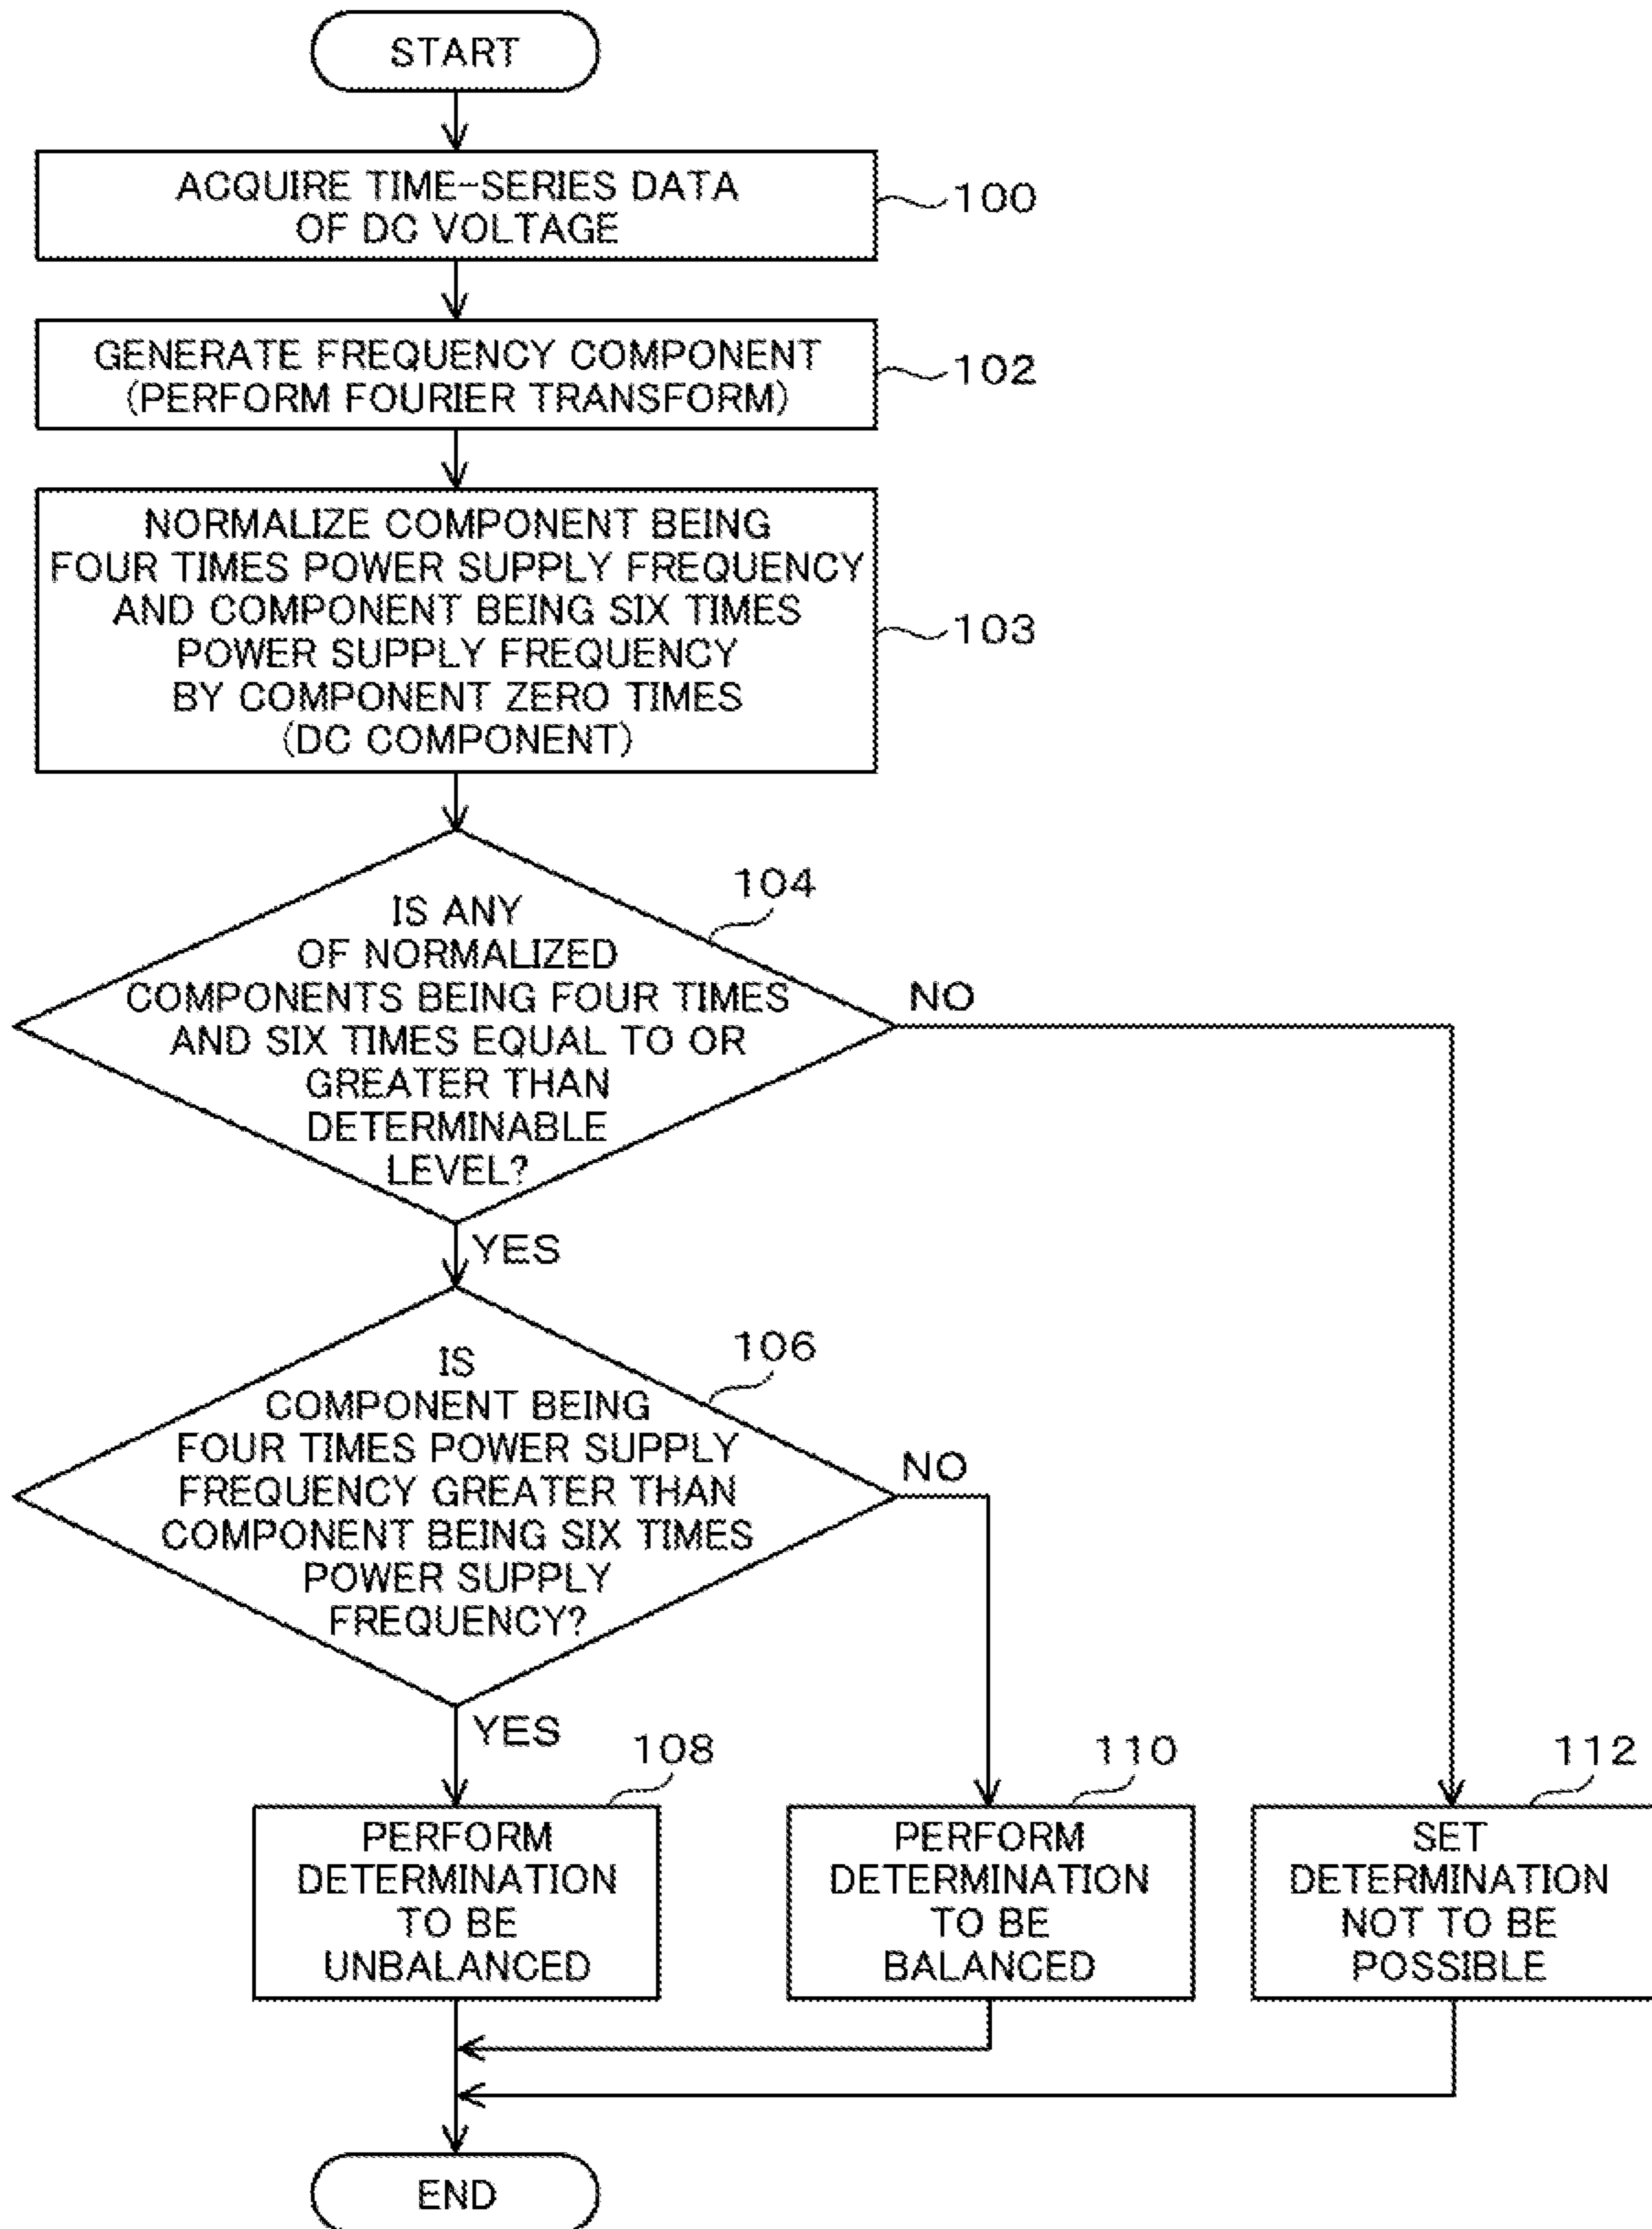 START
ACQUIRE TIME-SERIES DATA
OF DC VOLTAGE
100
GENERATE FREQUENCY COMPONENT
(PERFORM FOURIER TRANSFORM)
102
NORMALIZE COMPONENT BEING
FOUR TIMES POWER SUPPLY FREQUENCY
AND COMPONENT BEING SIX TIMES
POWER SUPPLY FREQUENCY
BY COMPONENT ZERO TIMES
(DC COMPONENT)
103
104
IS ANY
OF NORMALIZED
COMPONENTS BEING FOUR TIMES
AND SIX TIMES EQUAL TO OR
GREATER THAN
DETERMINABLE
LEVEL?
NO
YES
106
IS
COMPONENT BEING
FOUR TIMES POWER SUPPLY
FREQUENCY GREATER THAN
COMPONENT BEING SIX TIMES
POWER SUPPLY
FREQUENCY?
NO
YES
108
PERFORM
DETERMINATION
TO BE
UNBALANCED
110
PERFORM
DETERMINATION
TO BE
BALANCED
112
SET
DETERMINATION
NOT TO BE
POSSIBLE
END